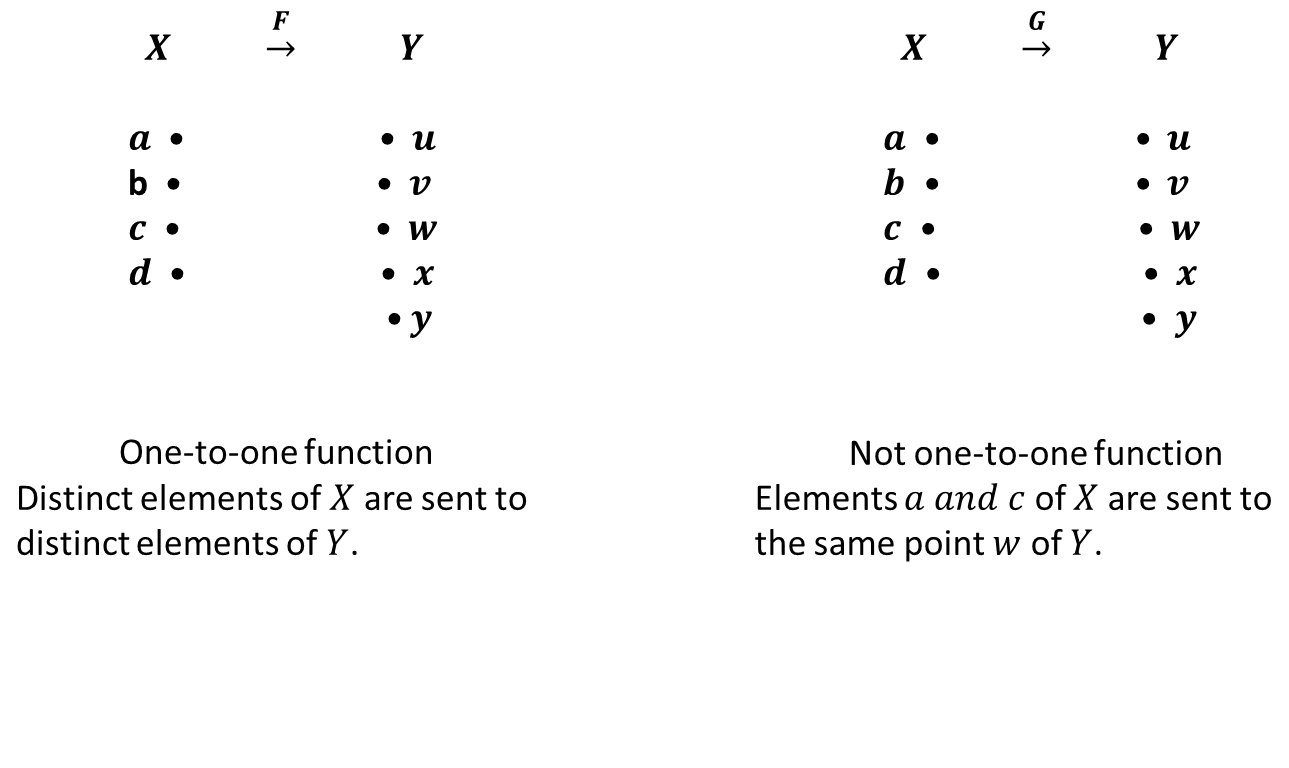 X F → Y
a • • u
b • • v
c • • w
d • • x
• y
One-to-one function
Distinct elements of X are sent to
distinct elements of Y.
X G → Y
a • • u
b • • v
c • • w
d • • x
• y
Not one-to-one function
Elements a and c of X are sent to
the same point w of Y.